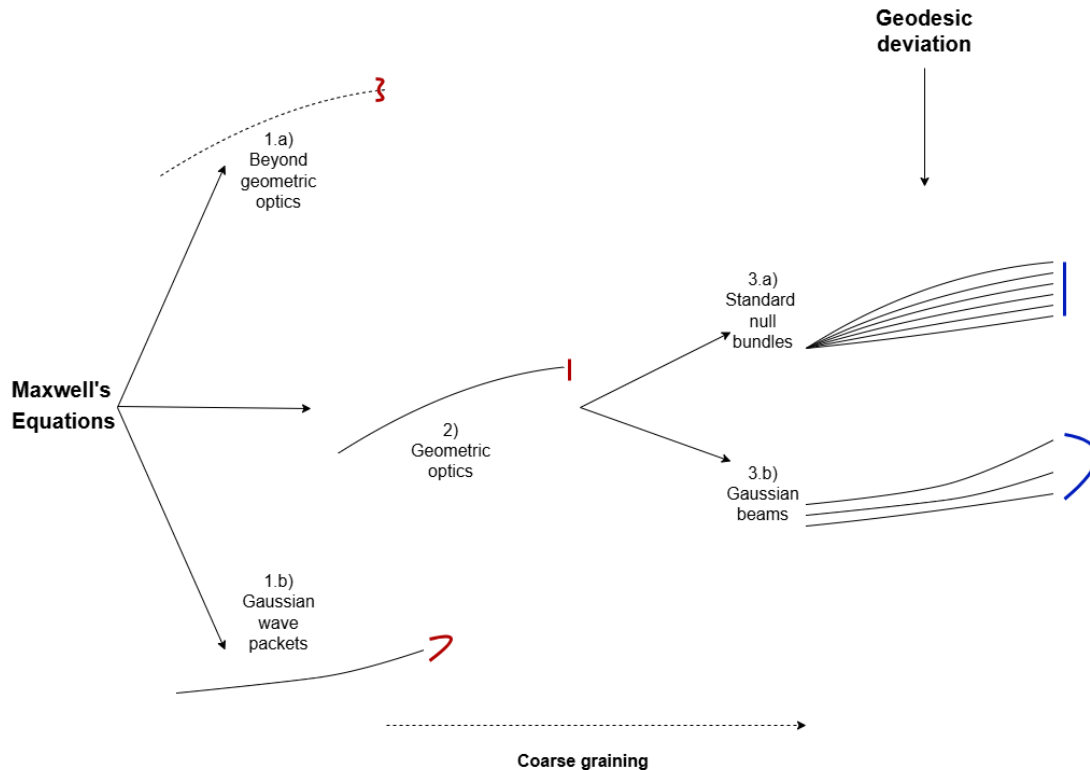 Geodesic
deviation
1.a)
Beyond
geometric
optics
3.a)
Standard
null
bundles
Maxwell's
Equations
2)
Geometric
optics
3.b)
Gaussian
beams
1.b)
Gaussian
wave
packets
Coarse graining